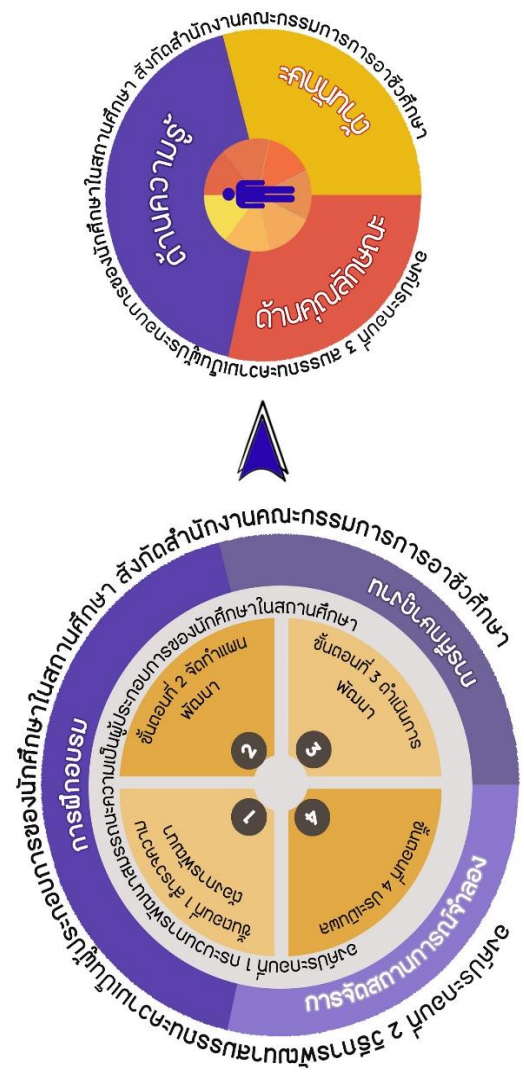 องค์ประกอบที่ 3 สมรรถนะความเป็นผู้ประกอบการของนักศึกษาในสถานศึกษา สังกัดสำนักงานคณะกรรมการการอาชีวศึกษา
ด้านความรู้
ด้านทักษะ
ด้านคุณลักษณะ
องค์ประกอบที่ 2 วิธีการพัฒนาสมรรถนะความเป็นผู้ประกอบการของนักศึกษาในสถานศึกษา สังกัดสำนักงานคณะกรรมการการอาชีวศึกษา
การฝึกอบรม
การจัดสถานการณ์จำลอง
องค์ประกอบที่ 1 กระบวนการพัฒนาสมรรถนะความเป็นผู้ประกอบการของนักศึกษาในสถานศึกษา
1
ขั้นตอนที่ 1 สำรวจความ
ต้องการพัฒนา
2
ขั้นตอนที่ 2 จัดทำแผน
พัฒนา
3
ขั้นตอนที่ 3 ดำเนินการ
พัฒนา
4
ขั้นตอนที่ 4 ประเมินผล